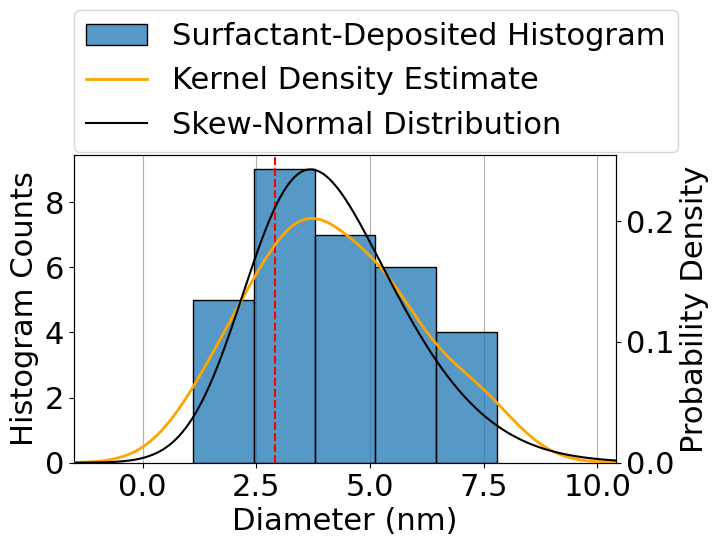 Surfactant-Deposited Histogram
Kernel Density Estimate
Skew-Normal Distribution
Histogram Counts
8
6
4
2
0
0.2
0.1
0.0
Probability Density
0.0 2.5 5.0 7.5 10.0
Diameter (nm)